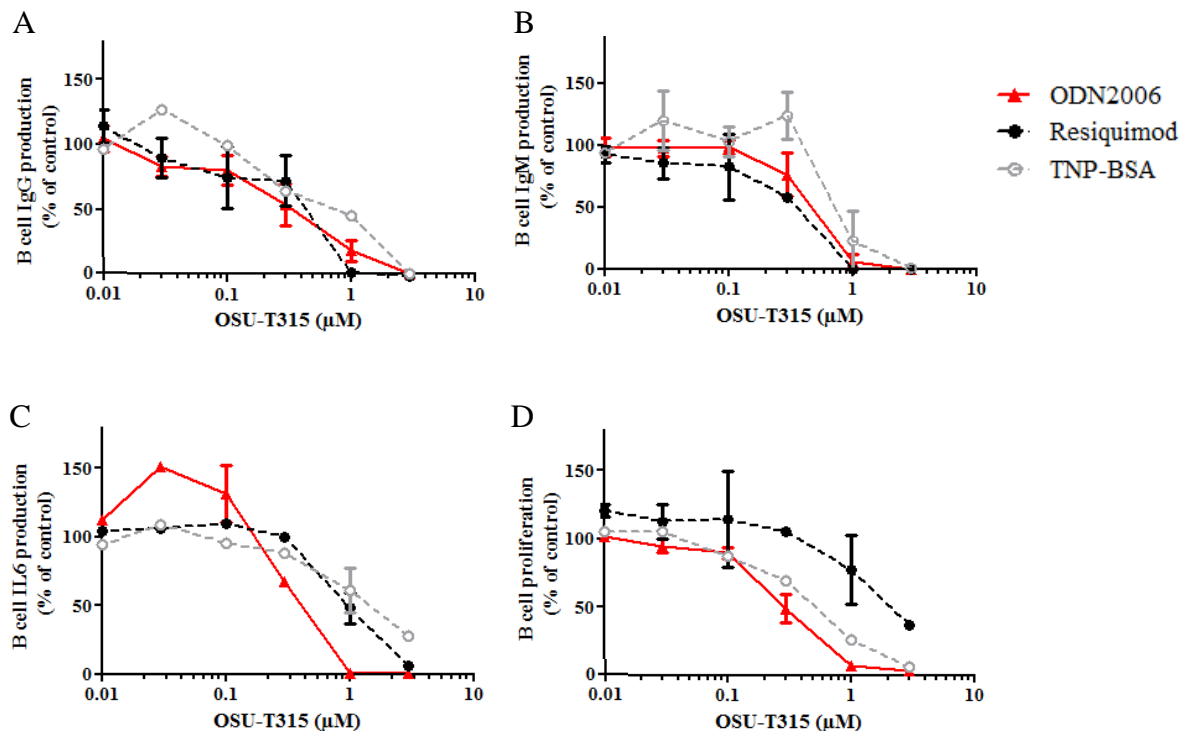 A
B cell IgG production
(% of control)
150
100
50
0
0.01
0.1
1
10
OSU-T315 (µM)
B
B cell IgM production
(% of control)
150
100
50
0
0.01
0.1
1
10
OSU-T315 (µM)
ODN2006
Resiquimod
TNP-BSA
C
B cell IL6 production
(% of control)
150
100
50
0
0.01
0.1
1
10
OSU-T315 (µM)
D
B cell proliferation
(% of control)
150
100
50
0
0.01
0.1
1
10
OSU-T315 (µM)